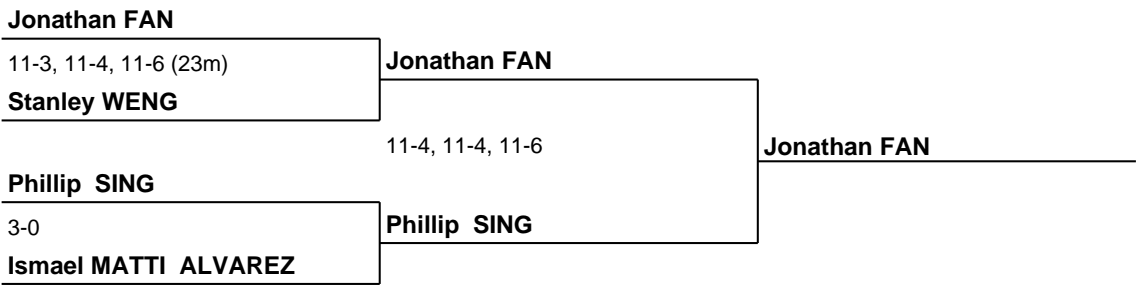 Jonathan FAN
11-3, 11-4, 11-6 (23m)
Stanley WENG
Jonathan FAN
11-4, 11-4, 11-6
Jonathan FAN
Phillip  SING
3-0
Ismael MATTI  ALVAREZ
Phillip  SING